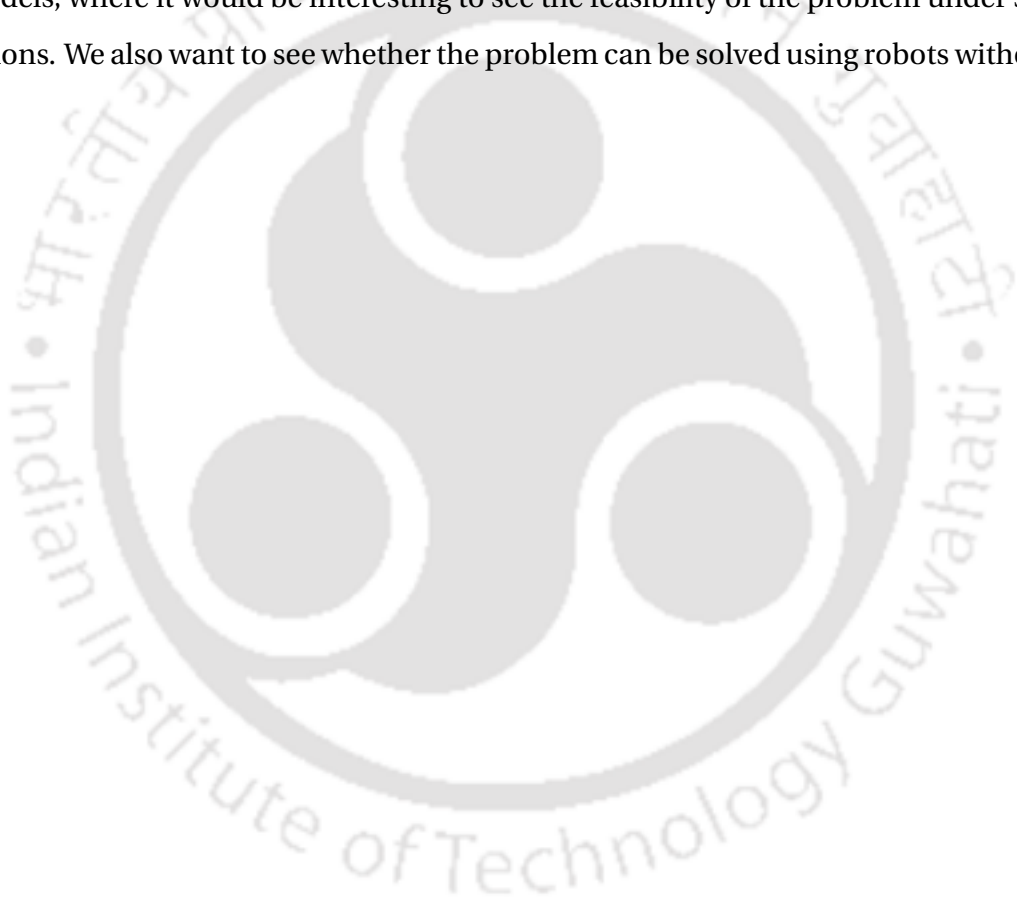 dels, where it would be interesting to see the feasibility of the problem under s
ions. We also want to see whether the problem can be solved using robots witho
भारतीय
गुवाहाटी
• Indian Institute of Technology Guwahati •